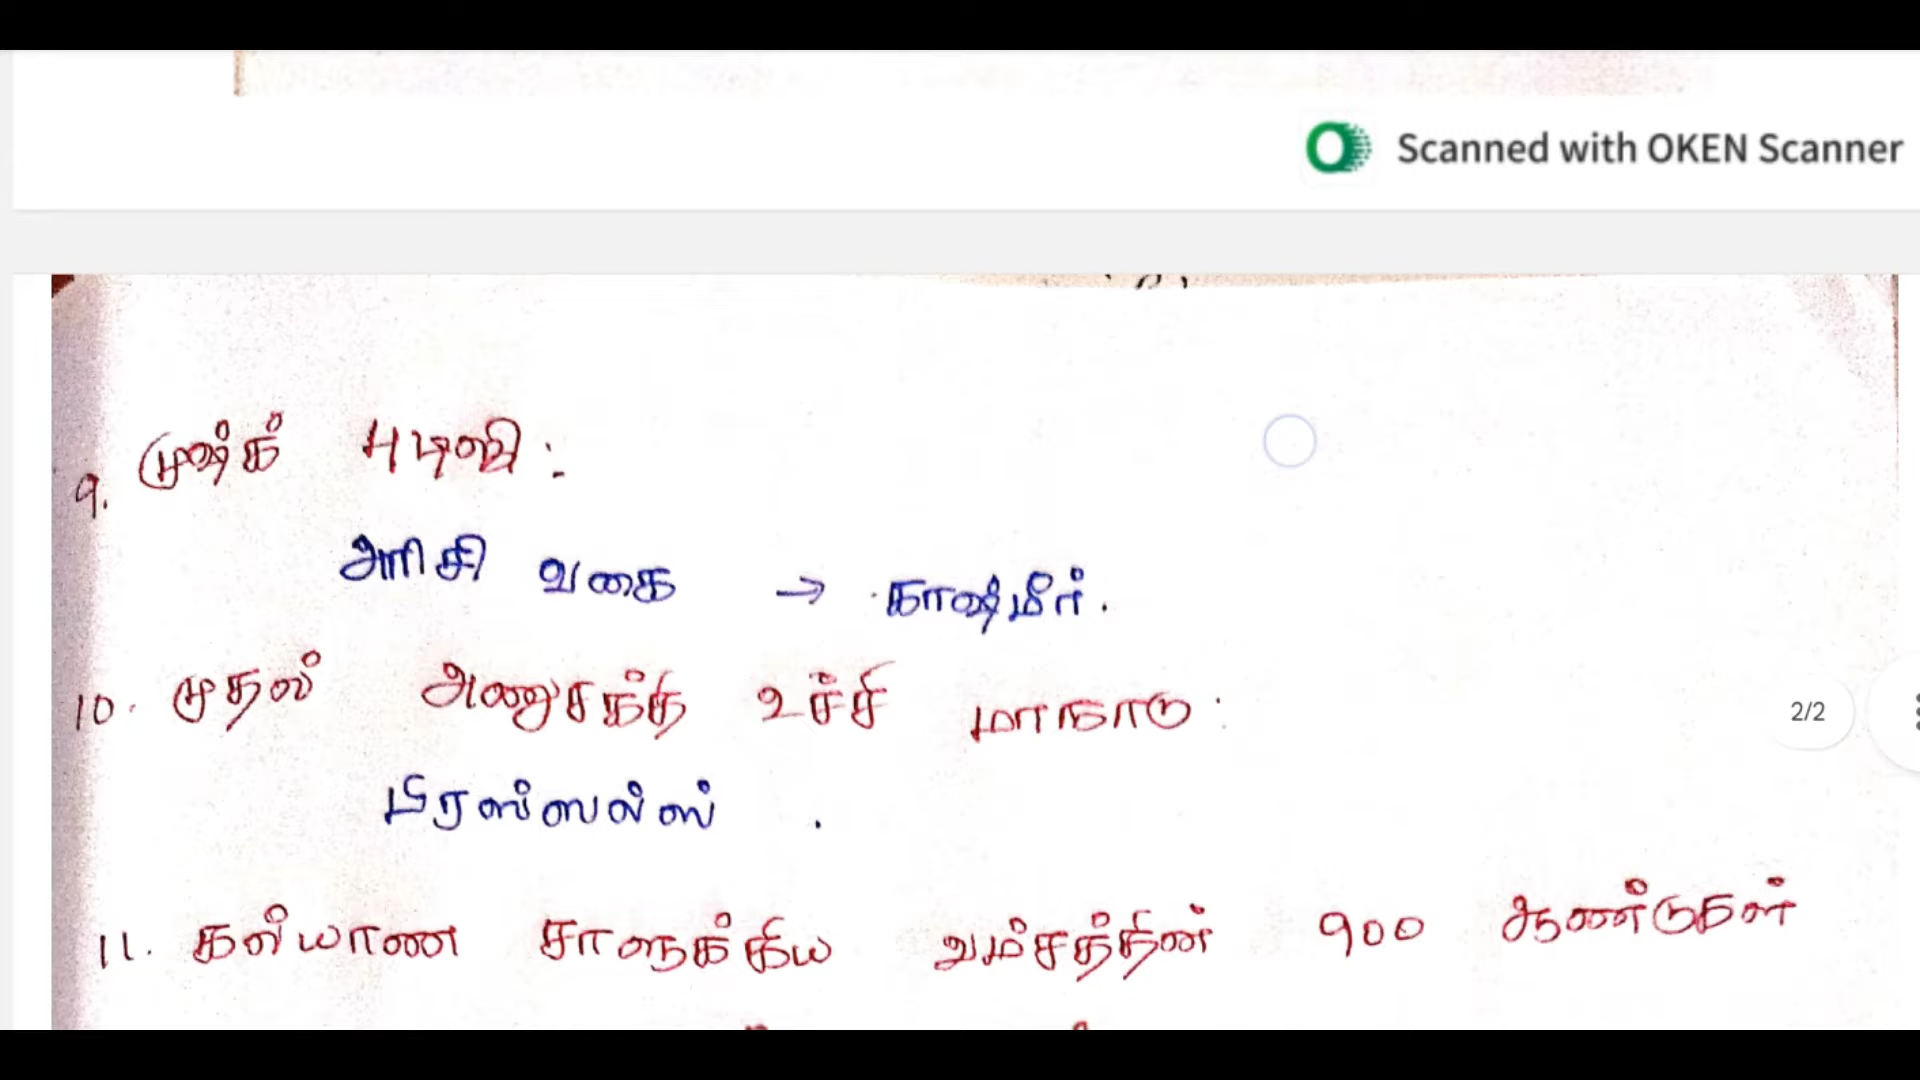 Scanned with OKEN Scanner
9. முஷ்க் புடிஜி :-
அரிசி வகை → காஷ்மீர்.
10. முதல் அணுசக்தி உச்சி மாநாடு :
2/2
பிரஸ்ஸல்ஸ் .
11. கல்யாண சாளுக்கிய வம்சத்தின் 900 ஆண்டுகள்